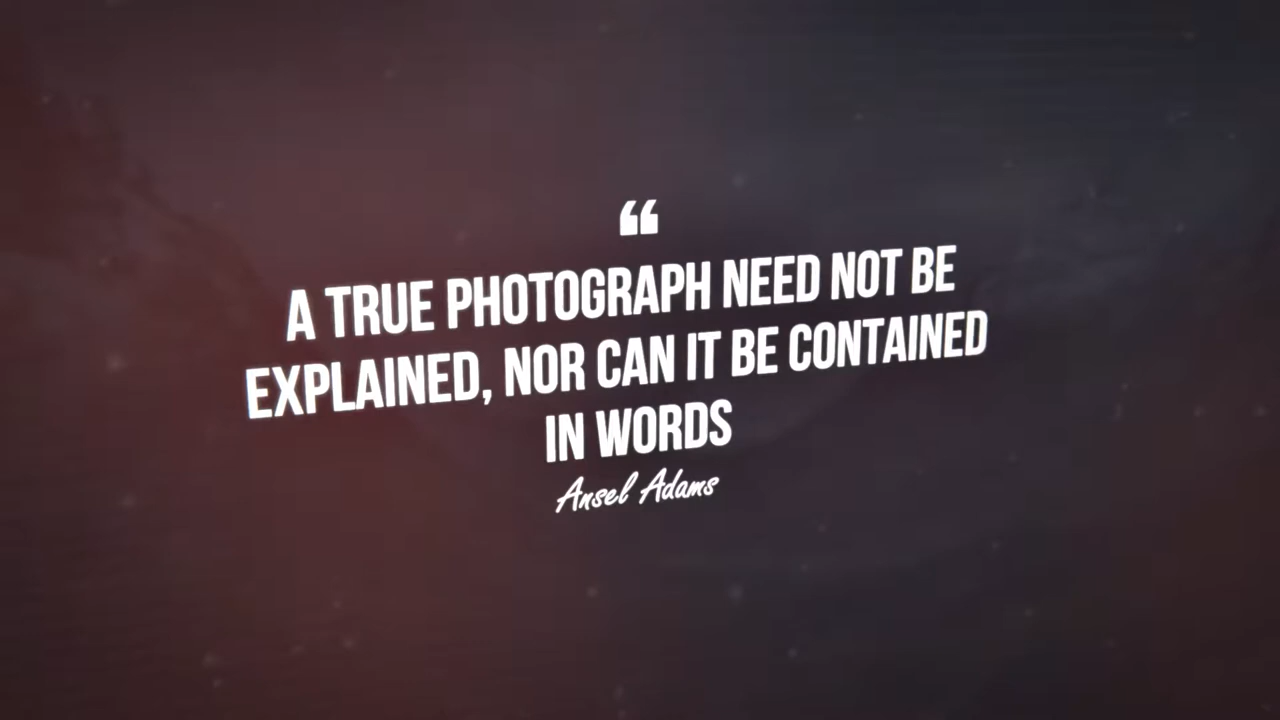 “
A TRUE PHOTOGRAPH NEED NOT BE
EXPLAINED, NOR CAN IT BE CONTAINED
IN WORDS
Ansel Adams